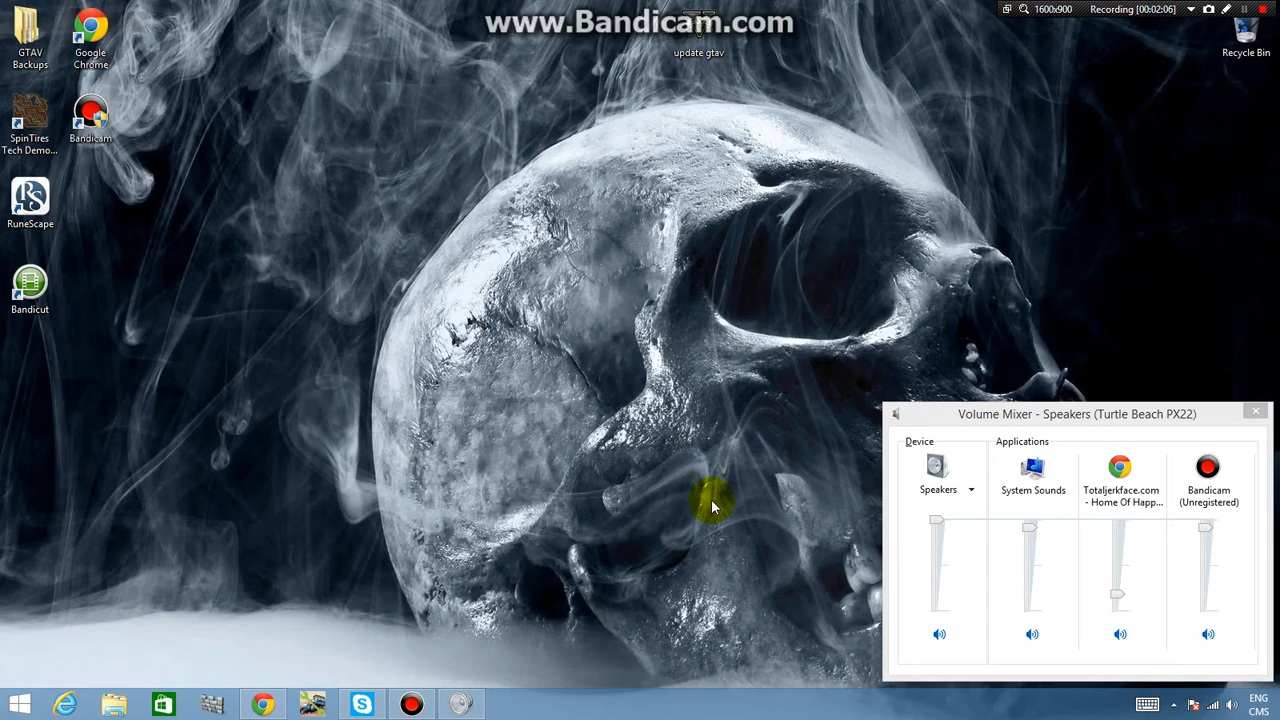 www.Bandicam.com
1600x900
Recording [00:02:06]
GTAV
Backups
Google
Chrome
update gtav
Recycle Bin
SpinTires
Tech Demo...
Bandicam
RS
RuneScape
Bandicut
Volume Mixer - Speakers (Turtle Beach PX22)
Device
Applications
Speakers
System Sounds
Totaljerkface.com
- Home Of Happ...
Bandicam
(Unregistered)
ENG
CMS